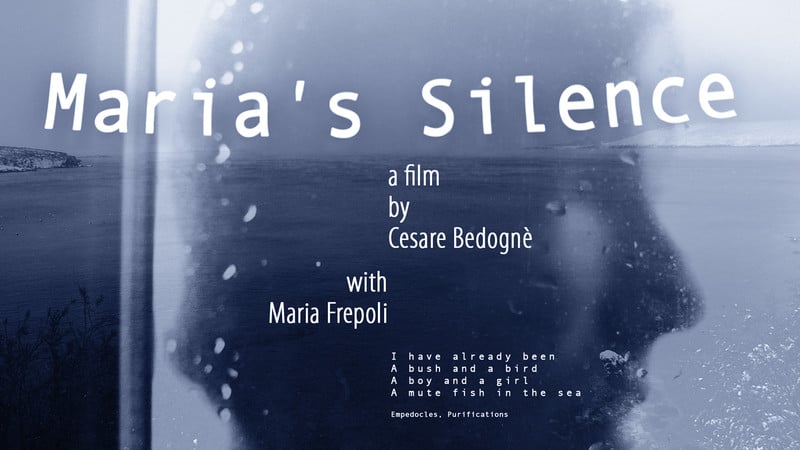 Maria's Silence
a film
by
Cesare Bedognè
with
Maria Frepoli
I have already been
A bush and a bird
A boy and a girl
A mute fish in the sea
Empedocles, Purifications